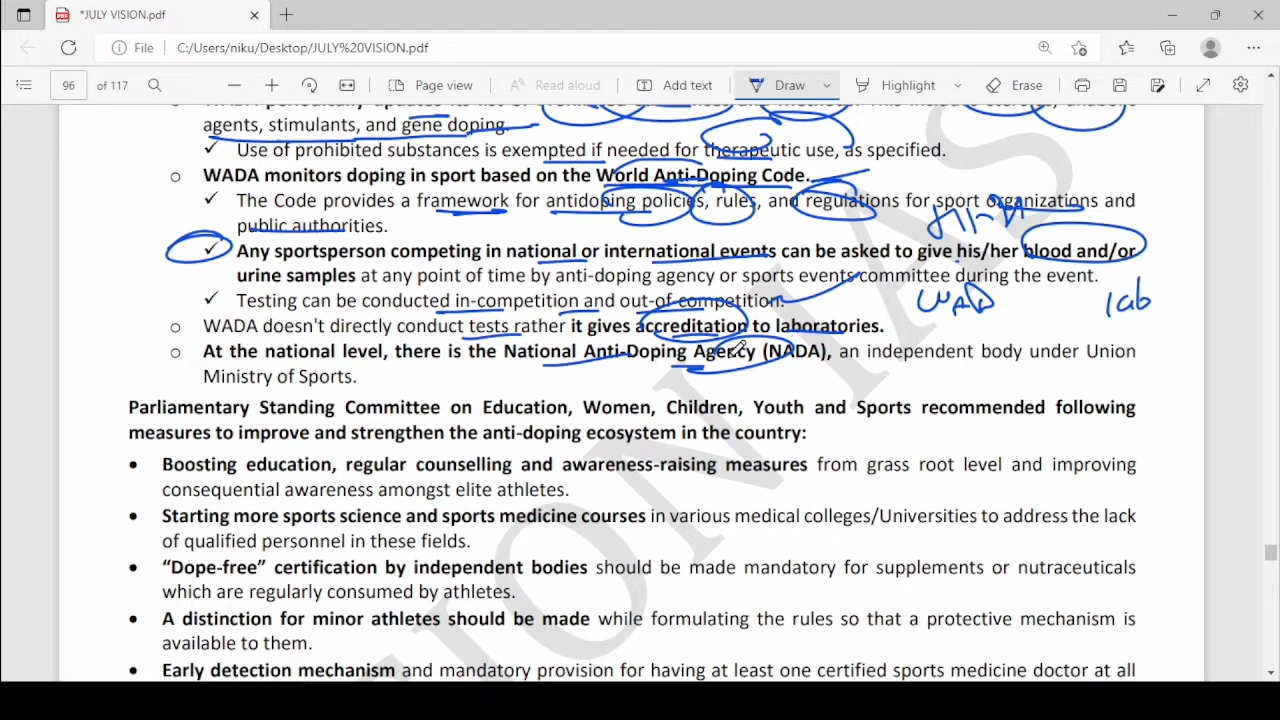 *JULY VISION.pdf
File
C:/Users/niku/Desktop/JULY%20VISION.pdf
96 of 117
Page view
Read aloud
Add text
Draw
Highlight
Erase
agents, stimulants, and gene doping.
✓ Use of prohibited substances is exempted if needed for therapeutic use, as specified.
○ WADA monitors doping in sport based on the World Anti-Doping Code.
✓ The Code provides a framework for antidoping policies, rules, and regulations for sport organizations and
public authorities.
✓ Any sportsperson competing in national or international events can be asked to give his/her blood and/or
urine samples at any point of time by anti-doping agency or sports events committee during the event.
✓ Testing can be conducted in-competition and out-of competition.
WAD lab
○ WADA doesn't directly conduct tests rather it gives accreditation to laboratories.
○ At the national level, there is the National Anti-Doping Agency (NADA), an independent body under Union
Ministry of Sports.
Parliamentary Standing Committee on Education, Women, Children, Youth and Sports recommended following
measures to improve and strengthen the anti-doping ecosystem in the country:
• Boosting education, regular counselling and awareness-raising measures from grass root level and improving
consequential awareness amongst elite athletes.
• Starting more sports science and sports medicine courses in various medical colleges/Universities to address the lack
of qualified personnel in these fields.
• “Dope-free” certification by independent bodies should be made mandatory for supplements or nutraceuticals
which are regularly consumed by athletes.
• A distinction for minor athletes should be made while formulating the rules so that a protective mechanism is
available to them.
• Early detection mechanism and mandatory provision for having at least one certified sports medicine doctor at all